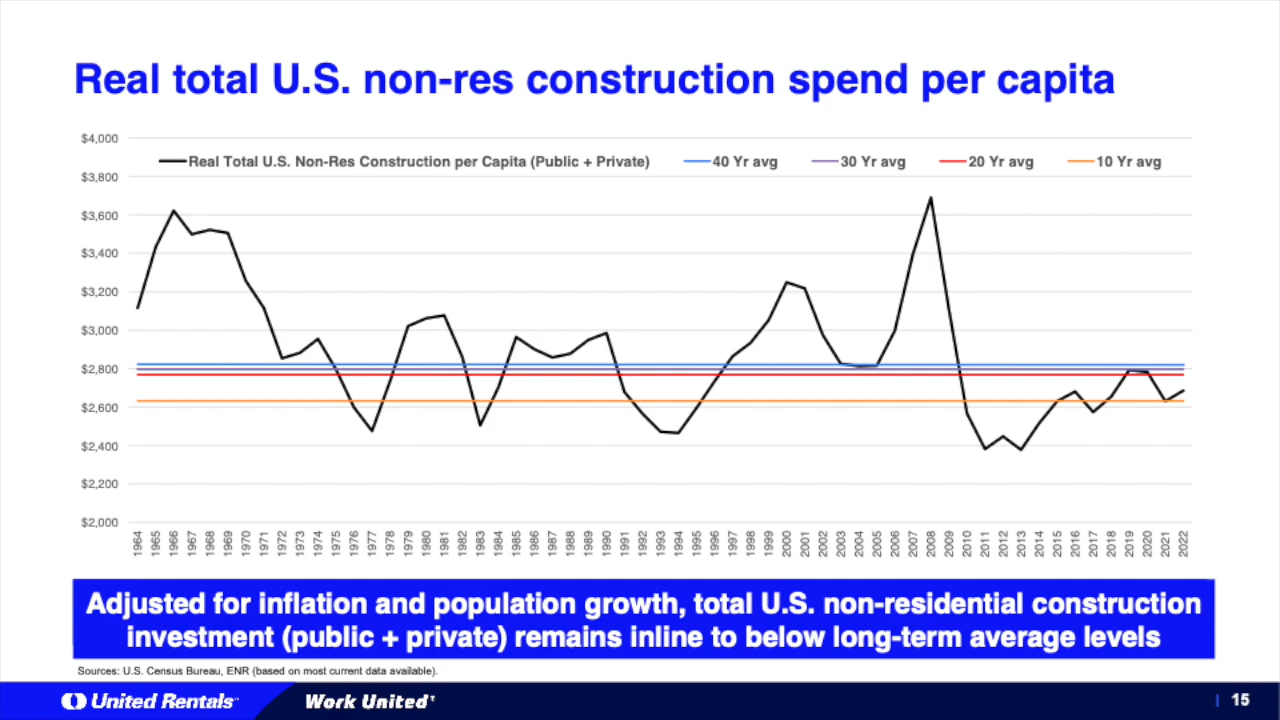 Real total U.S. non-res construction spend per capita
$4,000
Real Total U.S. Non-Res Construction per Capita (Public + Private) 40 Yr avg 30 Yr avg 20 Yr avg 10 Yr avg
$3,800
$3,600
$3,400
$3,200
$3,000
$2,800
$2,600
$2,400
$2,200
$2,000
1964 1965 1966 1967 1968 1969 1970 1971 1972 1973 1974 1975 1976 1977 1978 1979 1980 1981 1982 1983 1984 1985 1986 1987 1988 1989 1990 1991 1992 1993 1994 1995 1996 1997 1998 1999 2000 2001 2002 2003 2004 2005 2006 2007 2008 2009 2010 2011 2012 2013 2014 2015 2016 2017 2018 2019 2020 2021 2022
Adjusted for inflation and population growth, total U.S. non-residential construction
investment (public + private) remains inline to below long-term average levels
Sources: U.S. Census Bureau, ENR (based on most current data available).
United Rentals Work United 15